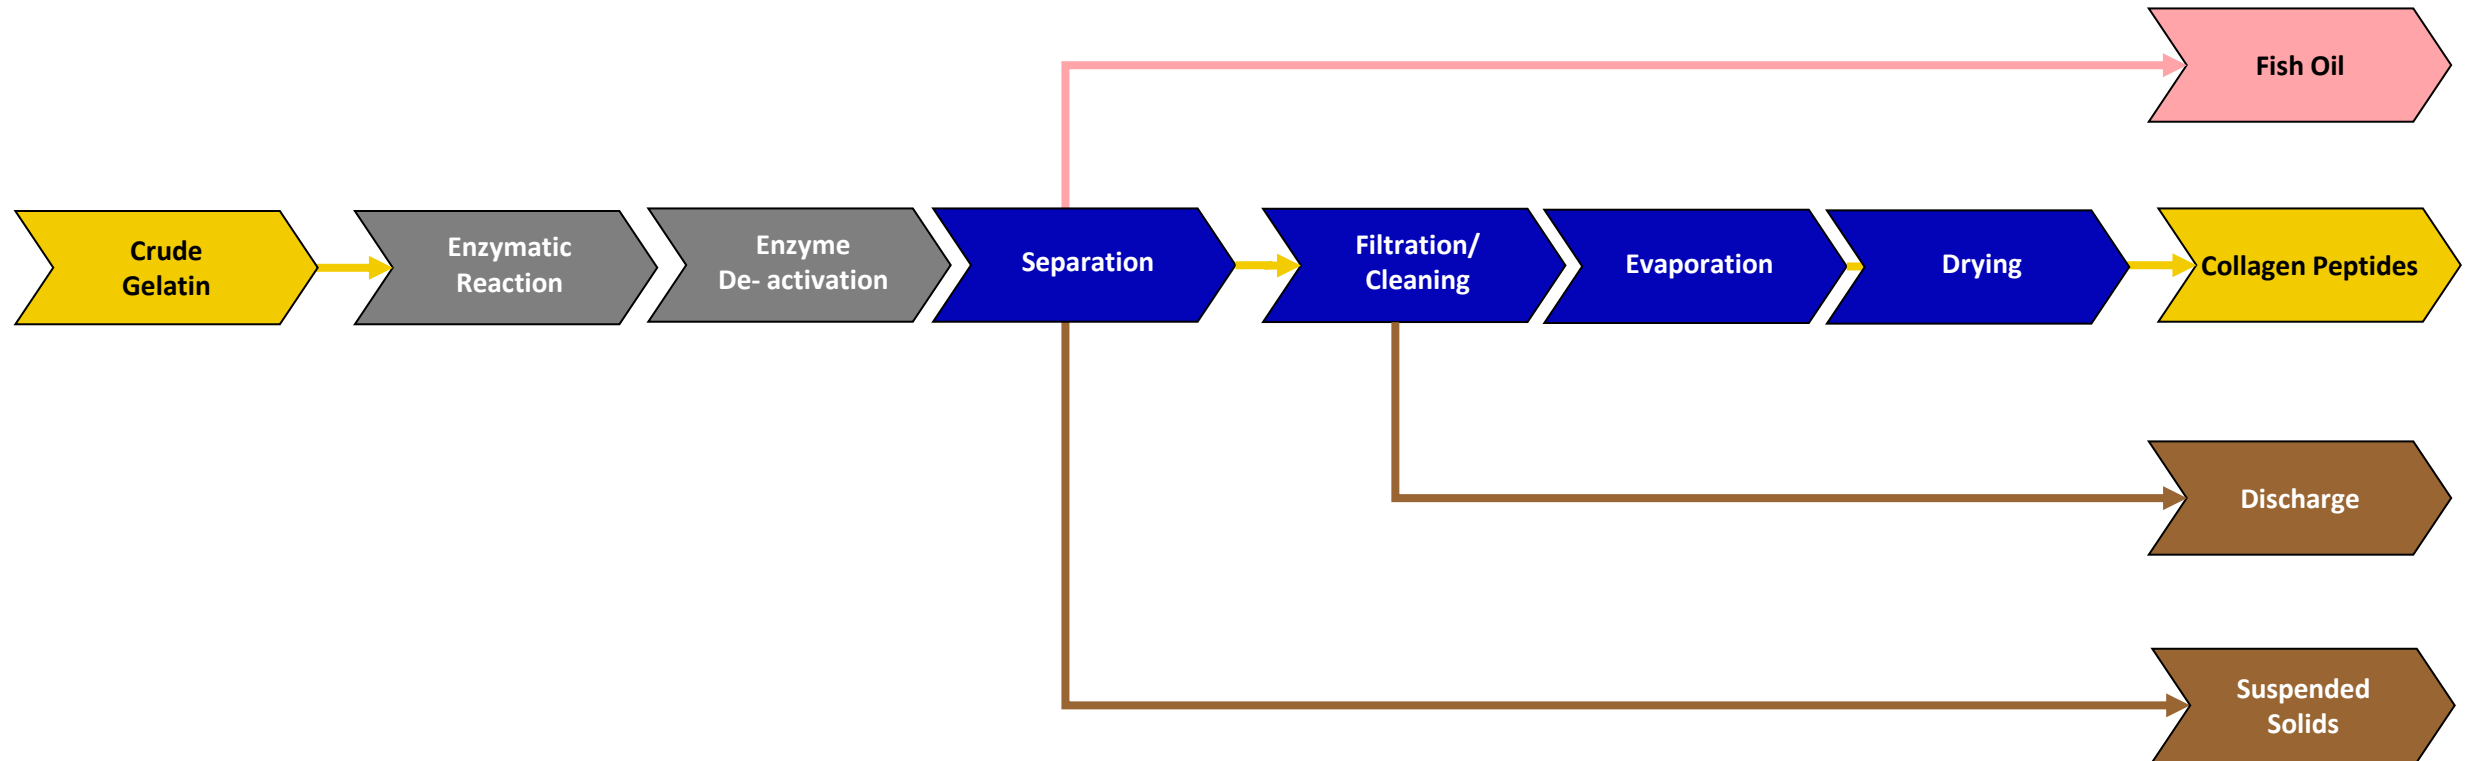 Fish Oil
Crude
Gelatin
Enzymatic
Reaction
Enzyme
De- activation
Separation
Filtration/
Cleaning
Evaporation
Drying
Collagen Peptides
Discharge
Suspended
Solids